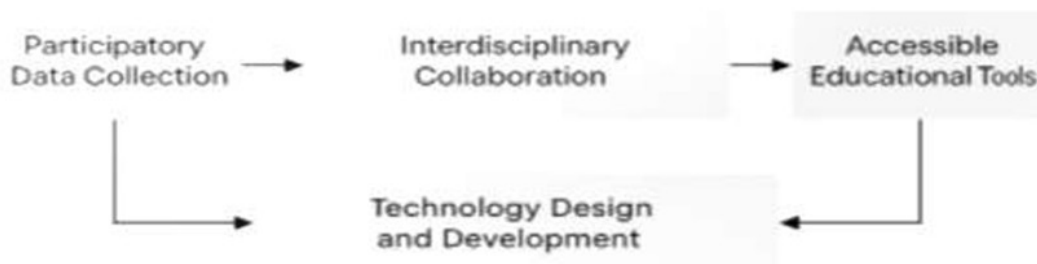 Participatory
Data Collection
Interdisciplinary
Collaboration
Accessible
Educational Tools
Technology Design
and Development